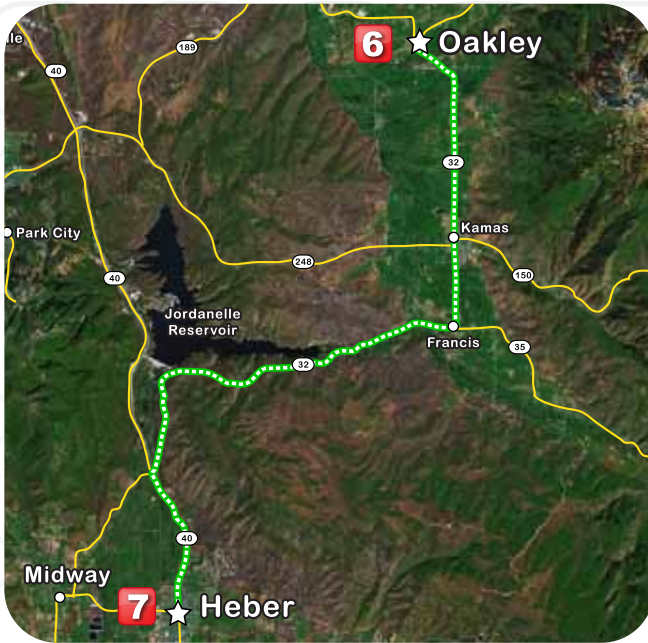 6
Oakley
189
40
32
Park City
Kamas
248
150
40
Jordanelle
Reservoir
Francis
35
32
40
Midway
7
Heber